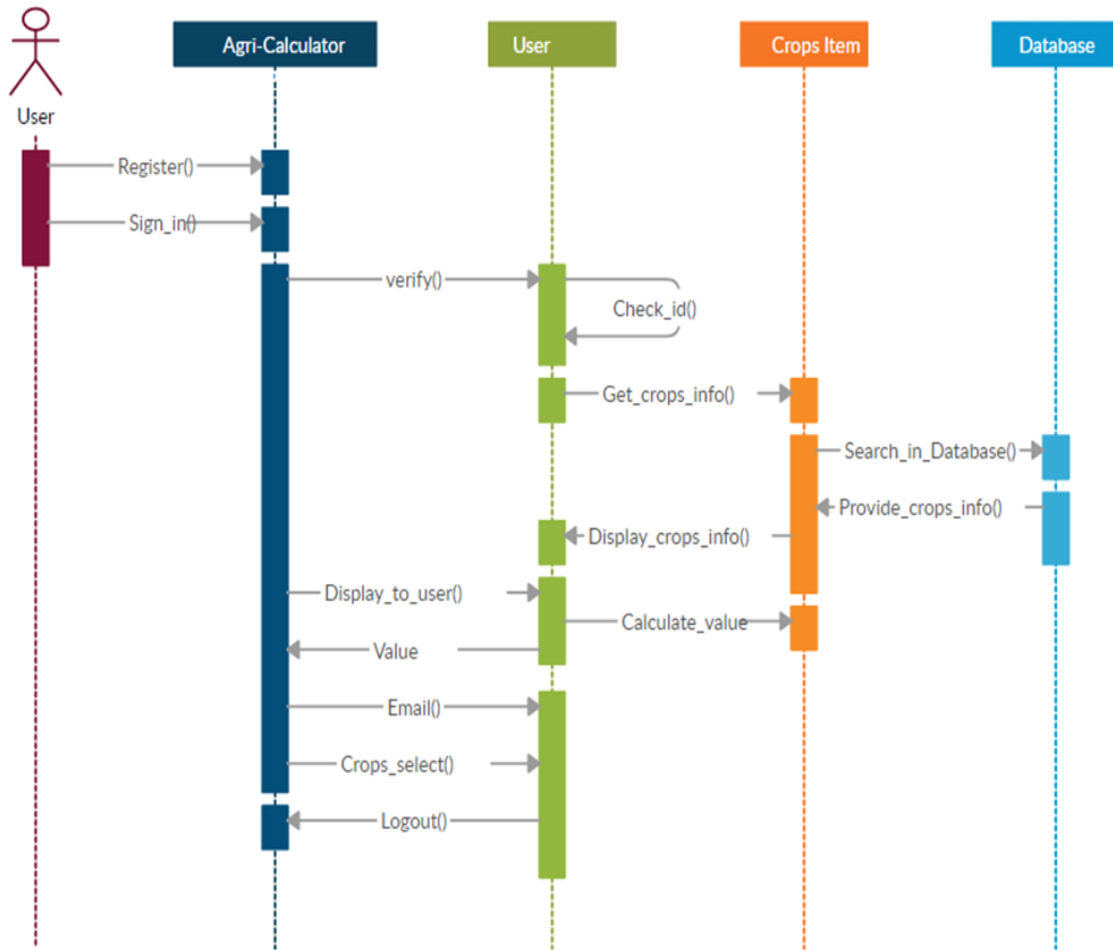 Agri-Calculator
User
Crops Item
Database
User
Register()
Sign_in()
verify()
Check_id()
Get_crops_info()
Search_in_Database()
Provide_crops_info()
Display_crops_info()
Display_to_user()
Calculate_value
Value
Email()
Crops_select()
Logout()